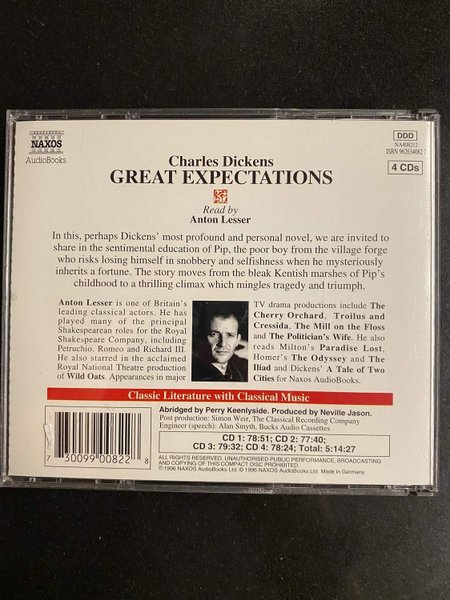 NAXOS
AudioBooks
DDD
NA408212
ISBN 962634082 7
4 CDs
Charles Dickens
GREAT EXPECTATIONS
Read by
Anton Lesser
In this, perhaps Dickens' most profound and personal novel, we are invited to
share in the sentimental education of Pip, the poor boy from the village forge
who risks losing himself in snobbery and selfishness when he mysteriously
inherits a fortune. The story moves from the bleak Kentish marshes of Pip's
childhood to a thrilling climax which mingles tragedy and triumph.
Anton Lesser is one of Britain's
leading classical actors. He has
played many of the principal
Shakespearean roles for the Royal
Shakespeare Company, including
Petruchio, Romeo and Richard III.
He also starred in the acclaimed
Royal National Theatre production
of Wild Oats. Appearances in major
TV drama productions include The
Cherry Orchard, Troilus and
Cressida, The Mill on the Floss
and The Politician's Wife. He also
reads Milton's Paradise Lost,
Homer's The Odyssey and The
Iliad and Dickens' A Tale of Two
Cities for Naxos AudioBooks.
Classic Literature with Classical Music
Abridged by Perry Keenlyside. Produced by Neville Jason.
Post production: Simon Weir, The Classical Recording Company
Engineer (speech): Alan Smyth, Bucks Audio Cassettes
CD 1: 78:51; CD 2: 77:40;
CD 3: 79:32; CD 4: 78:24; Total: 5:14:27
ALL RIGHTS RESERVED. UNAUTHORISED PUBLIC PERFORMANCE, BROADCASTING
AND COPYING OF THIS COMPACT DISC PROHIBITED.
℗ 1996 NAXOS AudioBooks Ltd. © 1996 NAXOS AudioBooks Ltd. Made in Germany.
7 30099 00822 8